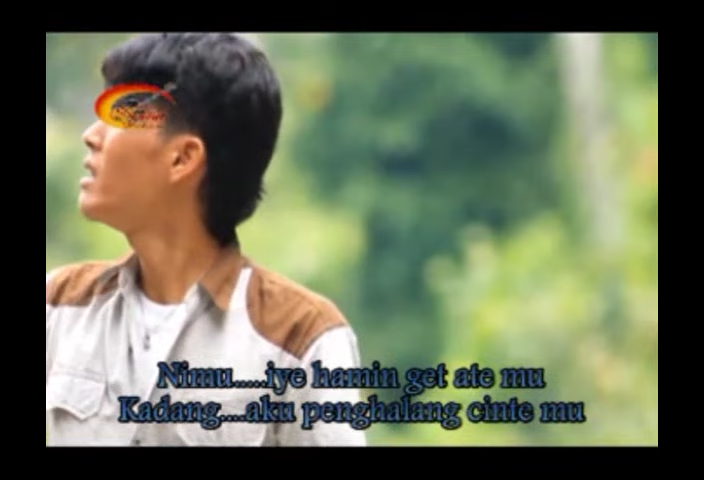 Nimu.....iye hamin get ate mu
Kadang....aku penghalang cinte mu